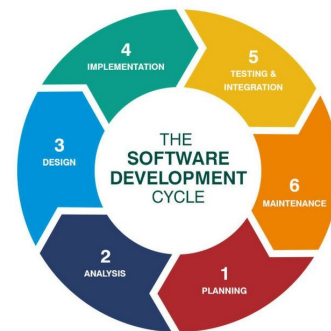 THE
SOFTWARE
DEVELOPMENT
CYCLE
1
PLANNING
2
ANALYSIS
3
DESIGN
4
IMPLEMENTATION
5
TESTING &
INTEGRATION
6
MAINTENANCE